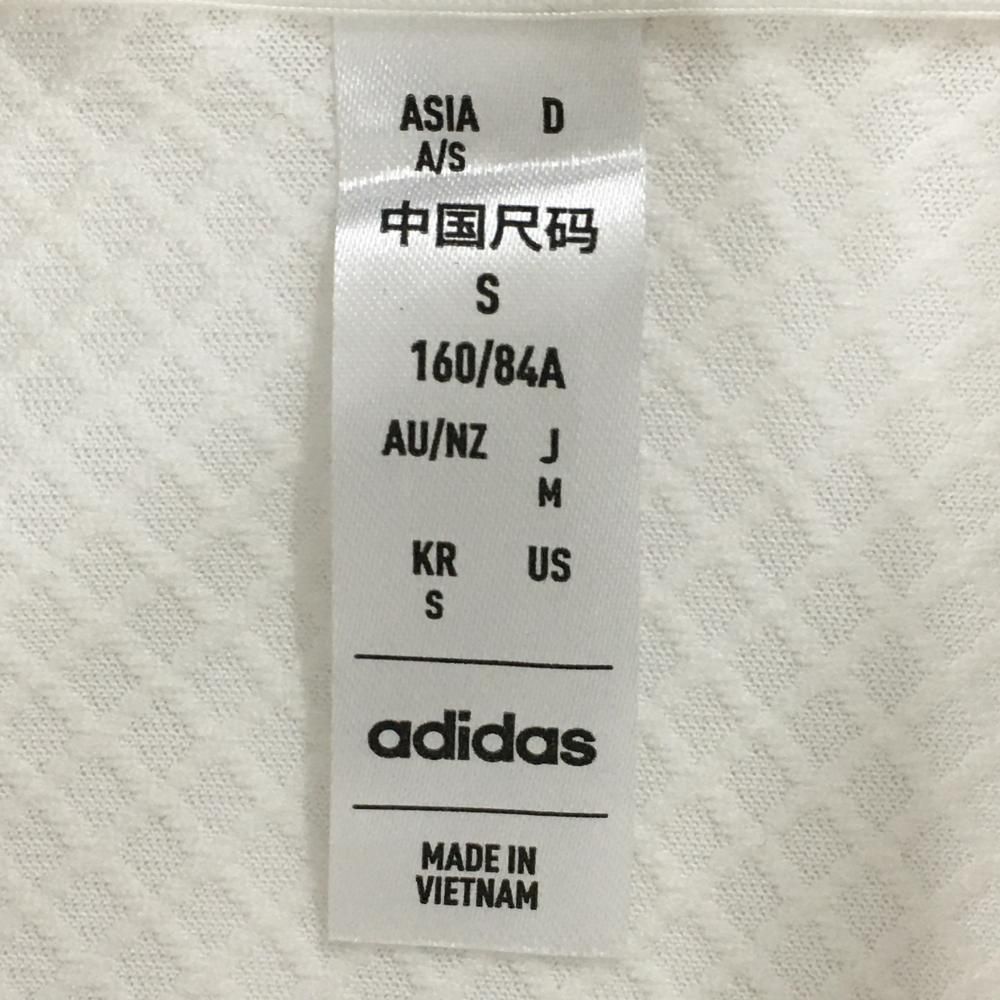 ASIA D
A/S
中国尺码
S
160/84A
AU/NZ J
M
KR US
S
adidas
MADE IN
VIETNAM